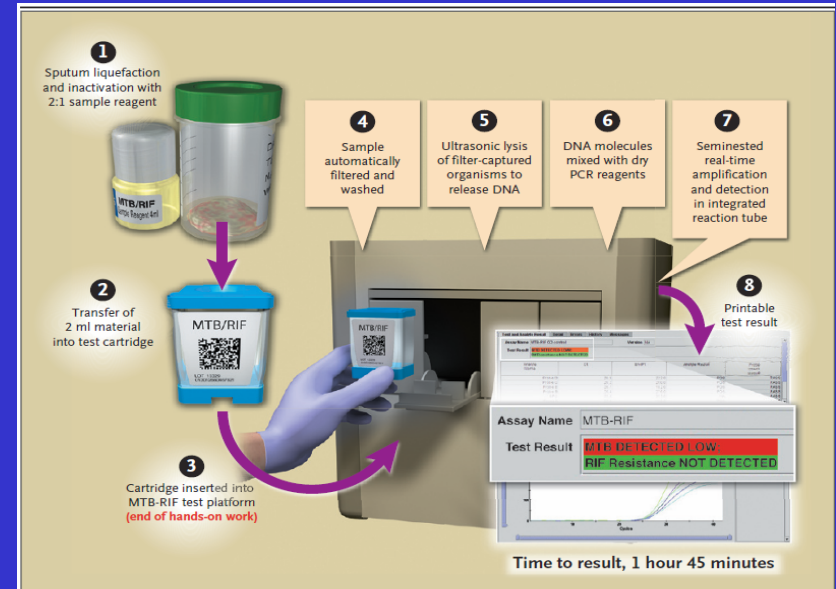 1
Sputum liquefaction
and inactivation with
2:1 sample reagent
MTB/RIF
Sample Reagent 4ml
2
Transfer of
2 ml material
into test cartridge
MTB/RIF
3
Cartridge inserted into
MTB-RIF test platform
(end of hands-on work)
4
Sample
automatically
filtered and
washed
5
Ultrasonic lysis
of filter-captured
organisms to
release DNA
6
DNA molecules
mixed with dry
PCR reagents
7
Seminested
real-time
amplification
and detection
in integrated
reaction tube
MTB/RIF
8
Printable
test result
Assay Name MTB-RIF
Test Result MTB DETECTED LOW;
RIF Resistance NOT DETECTED
Cycles
Time to result, 1 hour 45 minutes